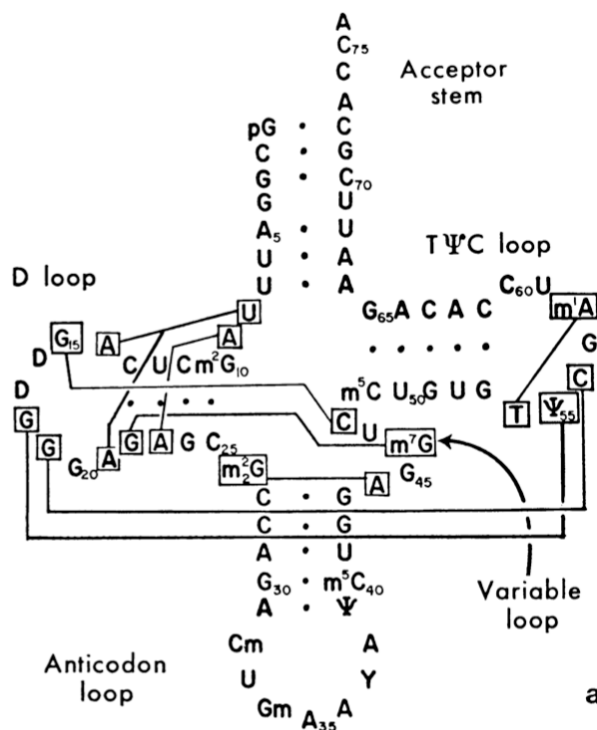 A
C75
C Acceptor
stem
A
pG · C
C · G
G · C70
G · U
A5 · U
U · A TΨC loop
U · A
D loop C60 U
U G65 A C A C m1A
G15 A A
D A C U C m2G10 · · · · · G
D m5C U50 G U G C
· · · · C T Ψ55
G U
G G20 A G A G C25 m7G
m22G A G45
C · G
C · G
A · U
G30 · m5C40 Variable
A · Ψ loop
Cm A
Anticodon
loop U Y
Gm A35 A a